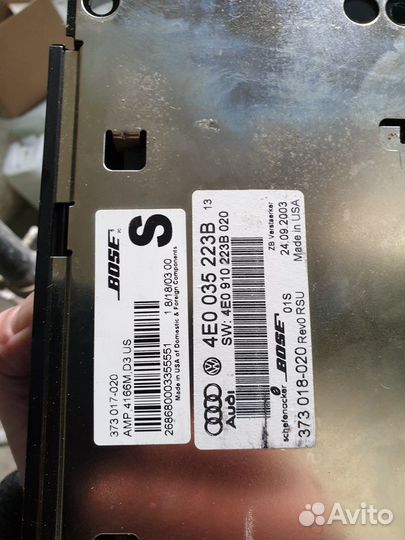 BOSE
S
373 017-020
AMP 4166M D3 US
268680003355551
1 8/18/03 00
Made in USA of Domestic & Foreign Components
Audi
4E0 035 223B
13
SW: 4E0 910 223B 020
ZB Verstaerker
24.09.2003
Made in USA
schefenacker
BOSE
01S
373 018-020 Rev0 RSU
Avito